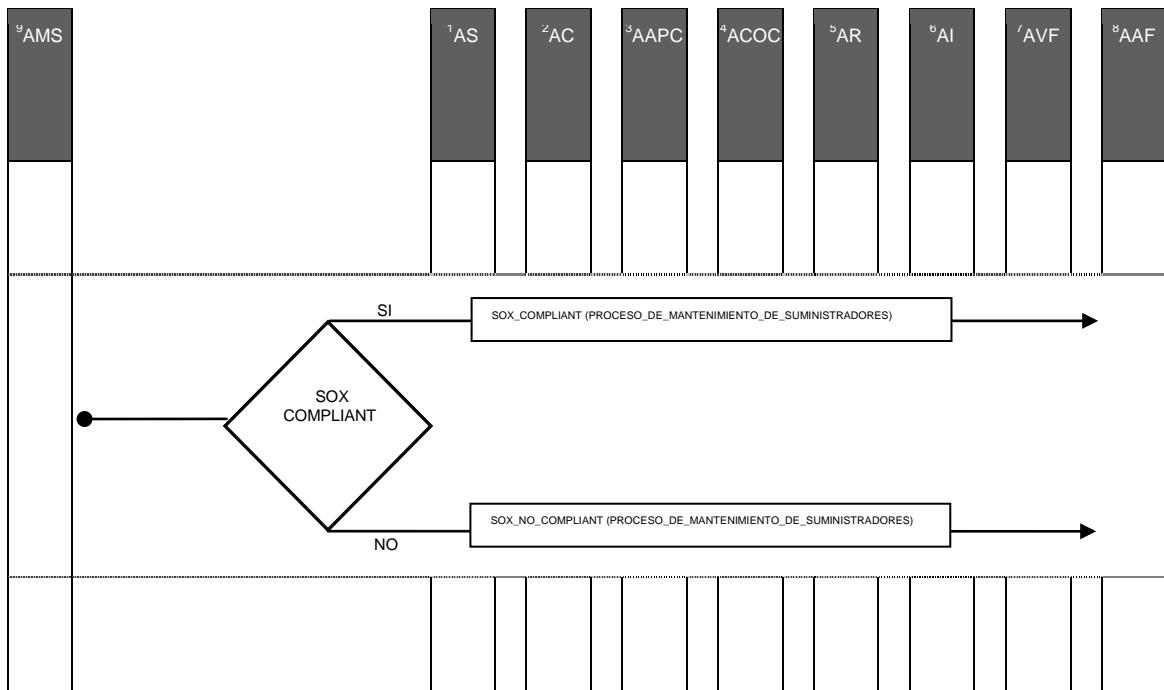 ⁹AMS
¹AS
²AC
³AAPC
⁴ACOC
⁵AR
⁶AI
⁷AVF
⁸AAF
SI
SOX_COMPLIANT (PROCESO_DE_MANTENIMIENTO_DE_SUMINISTRADORES)
SOX
COMPLIANT
SOX_NO_COMPLIANT (PROCESO_DE_MANTENIMIENTO_DE_SUMINISTRADORES)
NO